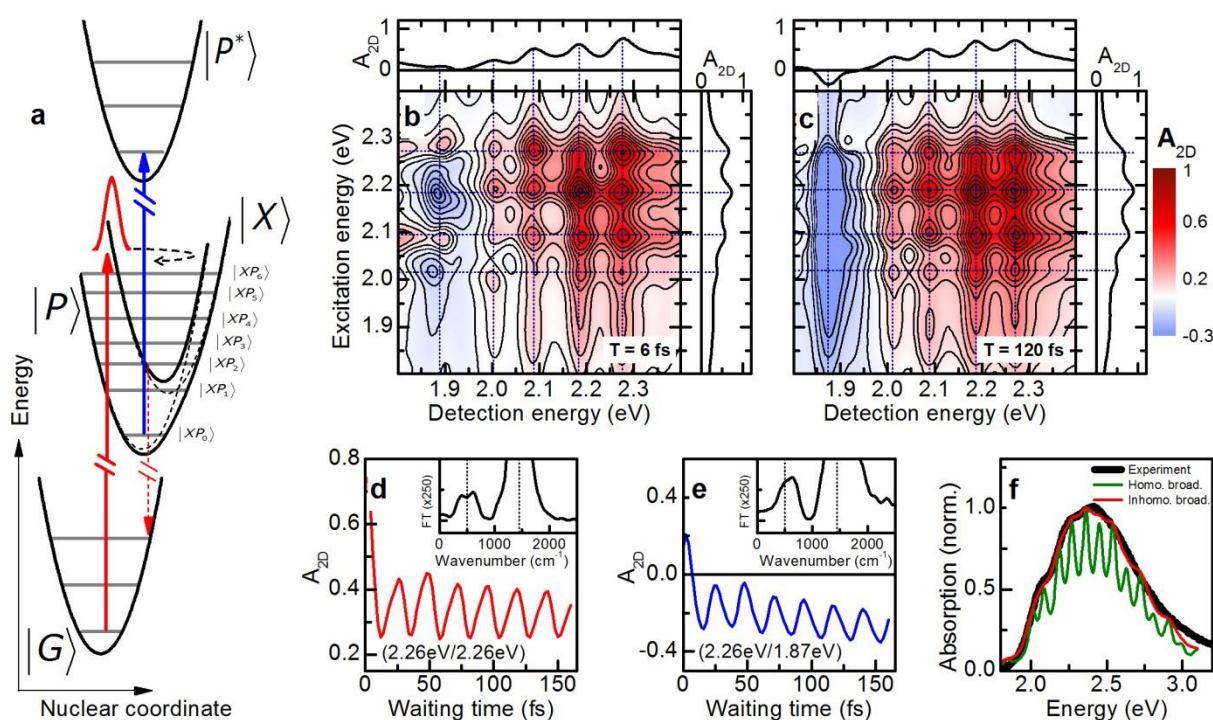 a
|P*⟩
|X⟩
|P⟩
|XP₆⟩
|XP₅⟩
|XP₄⟩
|XP₃⟩
|XP₂⟩
|XP₁⟩
|XP₀⟩
|G⟩
Energy
Nuclear coordinate
A2D
1
0
A2D
0 1
b
Excitation energy (eV)
2.3
2.2
2.1
2.0
1.9
T = 6 fs
1.9 2.0 2.1 2.2 2.3
Detection energy (eV)
1
0
A2D
0 1
c
T = 120 fs
1.9 2.0 2.1 2.2 2.3
Detection energy (eV)
A2D
1
0.6
0.2
-0.3
d
A2D
0.8
0.6
0.4
0.2
FT (x250)
0 1000 2000
Wavenumber (cm⁻¹)
(2.26eV/2.26eV)
0 50 100 150
Waiting time (fs)
e
A2D
0.4
0.0
-0.4
FT (x250)
0 1000 2000
Wavenumber (cm⁻¹)
(2.26eV/1.87eV)
0 50 100 150
Waiting time (fs)
f
Absorption (norm.)
1.0
0.5
0.0
Experiment
Homo. broad.
Inhomo. broad.
2.0 2.5 3.0
Energy (eV)